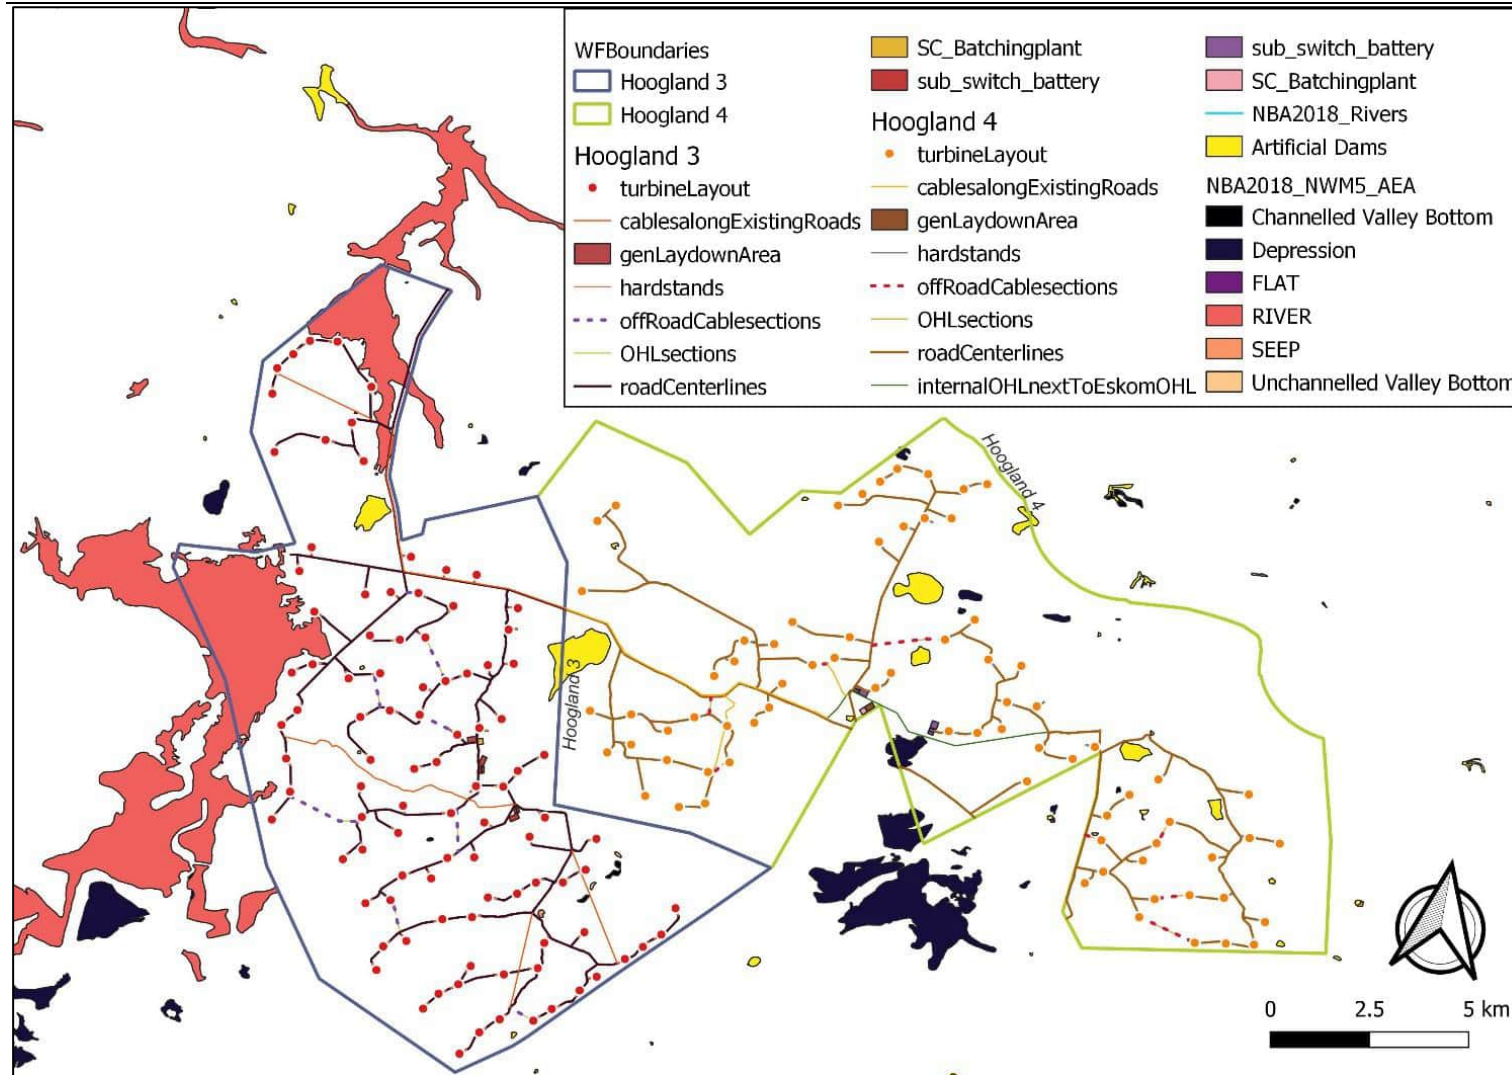 WFBoundaries
Hoogland 3
Hoogland 4
Hoogland 3
turbineLayout
cablesalongExistingRoads
genLaydownArea
hardstands
offRoadCablesections
OHLsections
roadCenterlines
SC_Batchingplant
sub_switch_battery
Hoogland 4
turbineLayout
cablesalongExistingRoads
genLaydownArea
hardstands
offRoadCablesections
OHLsections
roadCenterlines
internalOHLnextToEskomOHL
sub_switch_battery
SC_Batchingplant
NBA2018_Rivers
Artificial Dams
NBA2018_NWM5_AEA
Channelled Valley Bottom
Depression
FLAT
RIVER
SEEP
Unchannelled Valley Bottom
Hoogland 4
Hoogland 3
0 2.5 5 km